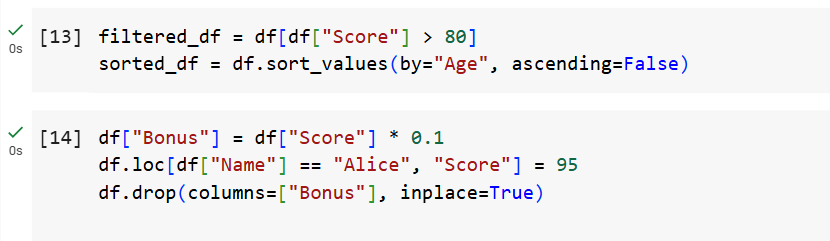 [13] filtered_df = df[df["Score"] > 80]
0s
sorted_df = df.sort_values(by="Age", ascending=False)
[14] df["Bonus"] = df["Score"] * 0.1
0s
df.loc[df["Name"] == "Alice", "Score"] = 95
df.drop(columns=["Bonus"], inplace=True)